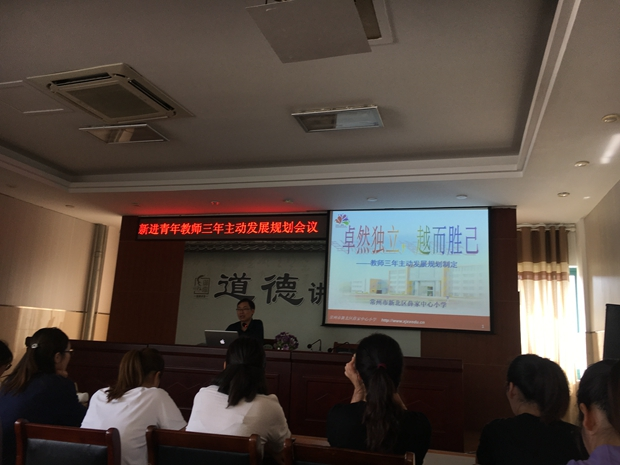 新进青年教师三年主动发展规划会议
卓然独立 越而胜己
——教师三年主动发展规划制定
道德讲